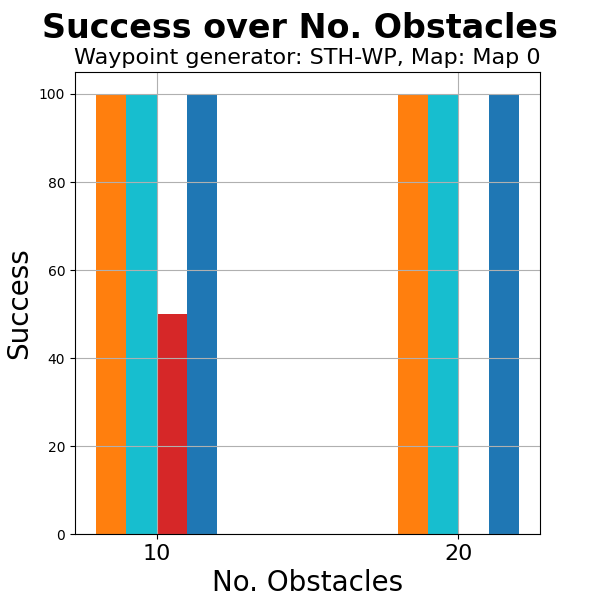 Success over No. Obstacles
Waypoint generator: STH-WP, Map: Map 0
100
80
60
40
20
0
Success
10
20
No. Obstacles